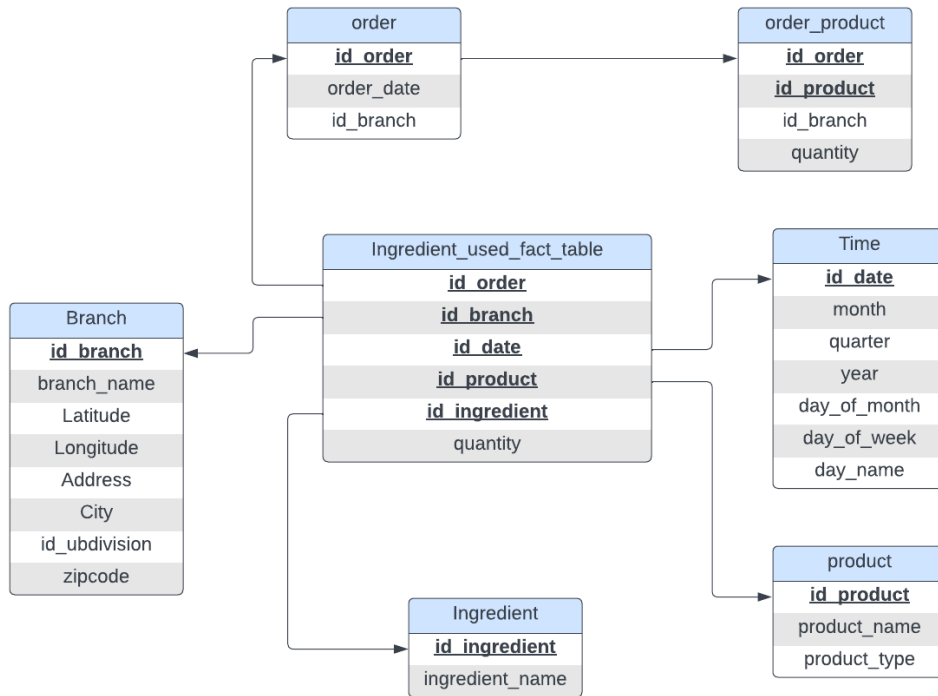 order
id_order
order_date
id_branch
order_product
id_order
id_product
id_branch
quantity
Ingredient_used_fact_table
id_order
id_branch
id_date
id_product
id_ingredient
quantity
Time
id_date
month
quarter
year
day_of_month
day_of_week
day_name
Branch
id_branch
branch_name
Latitude
Longitude
Address
City
id_ubdivision
zipcode
product
id_product
product_name
product_type
Ingredient
id_ingredient
ingredient_name